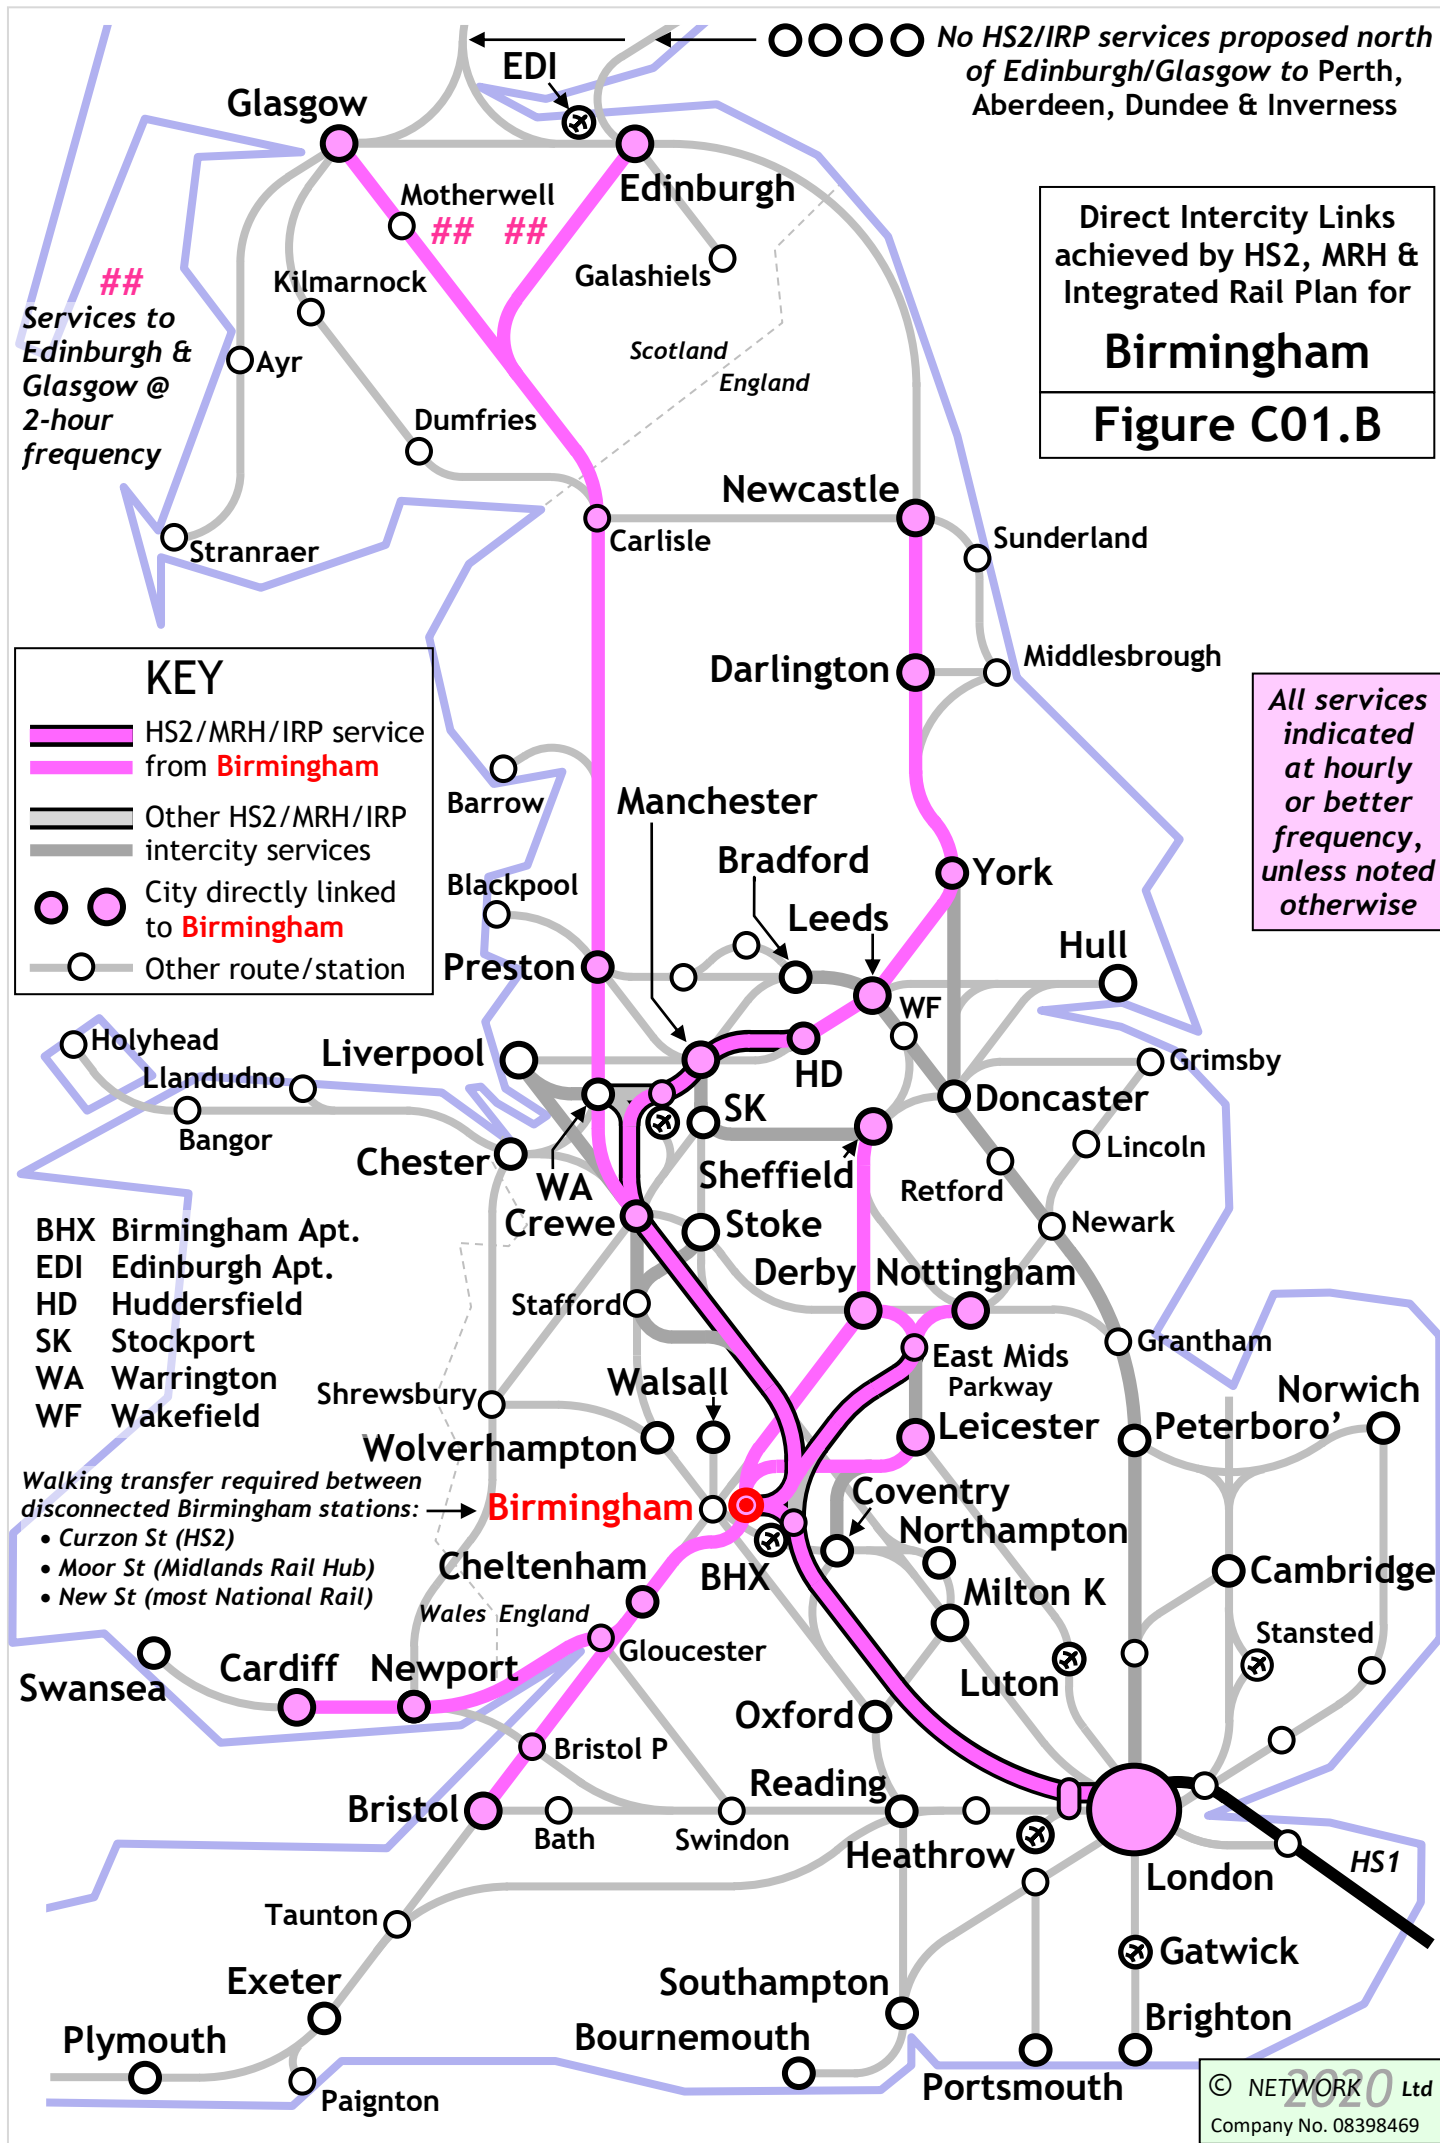 No HS2/IRP services proposed north
of Edinburgh/Glasgow to Perth,
Aberdeen, Dundee & Inverness
EDI
Glasgow
Edinburgh
Motherwell
## ##
Galashiels
Kilmarnock
Direct Intercity Links
achieved by HS2, MRH &
Integrated Rail Plan for
Birmingham
Figure C01.B
##
Services to
Edinburgh &
Glasgow @
2-hour
frequency
Ayr
Scotland
England
Dumfries
Stranraer
Carlisle
Newcastle
Sunderland
Darlington
Middlesbrough
KEY
HS2/MRH/IRP service
from Birmingham
Other HS2/MRH/IRP
intercity services
City directly linked
to Birmingham
Other route/station
All services
indicated
at hourly
or better
frequency,
unless noted
otherwise
Barrow
Manchester
Bradford
York
Blackpool
Leeds
Hull
Preston
WF
Holyhead
Llandudno
Bangor
Liverpool
HD
Grimsby
SK
Doncaster
Chester
WA
Sheffield
Lincoln
Retford
Crewe
Stoke
Newark
BHX Birmingham Apt.
EDI Edinburgh Apt.
HD Huddersfield
SK Stockport
WA Warrington
WF Wakefield
Derby
Nottingham
Stafford
East Mids
Parkway
Grantham
Shrewsbury
Walsall
Norwich
Wolverhampton
Leicester
Peterboro’
Walking transfer required between
disconnected Birmingham stations:
• Curzon St (HS2)
• Moor St (Midlands Rail Hub)
• New St (most National Rail)
Birmingham
Coventry
Northampton
Cheltenham
BHX
Cambridge
Milton K
Wales England
Gloucester
Stansted
Swansea
Cardiff
Newport
Luton
Oxford
Bristol P
Reading
Bristol
Bath
Swindon
Heathrow
London
HS1
Taunton
Gatwick
Exeter
Southampton
Brighton
Plymouth
Bournemouth
Paignton
Portsmouth
© NETWORK 2020 Ltd
Company No. 08398469